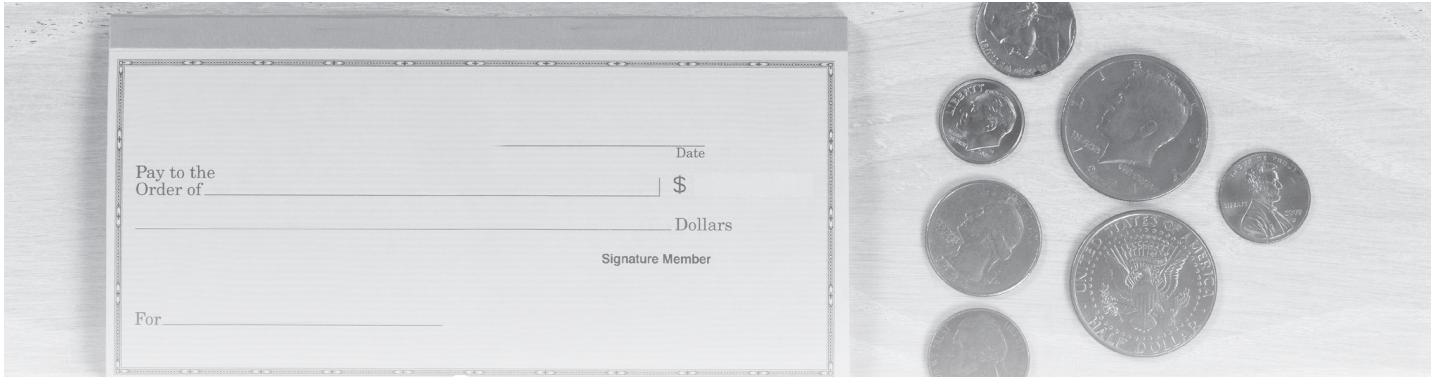 Date
Pay to the
Order of
$
Dollars
Signature Member
For
LIBERTY
UNITED STATES OF AMERICA
HALF DOLLAR